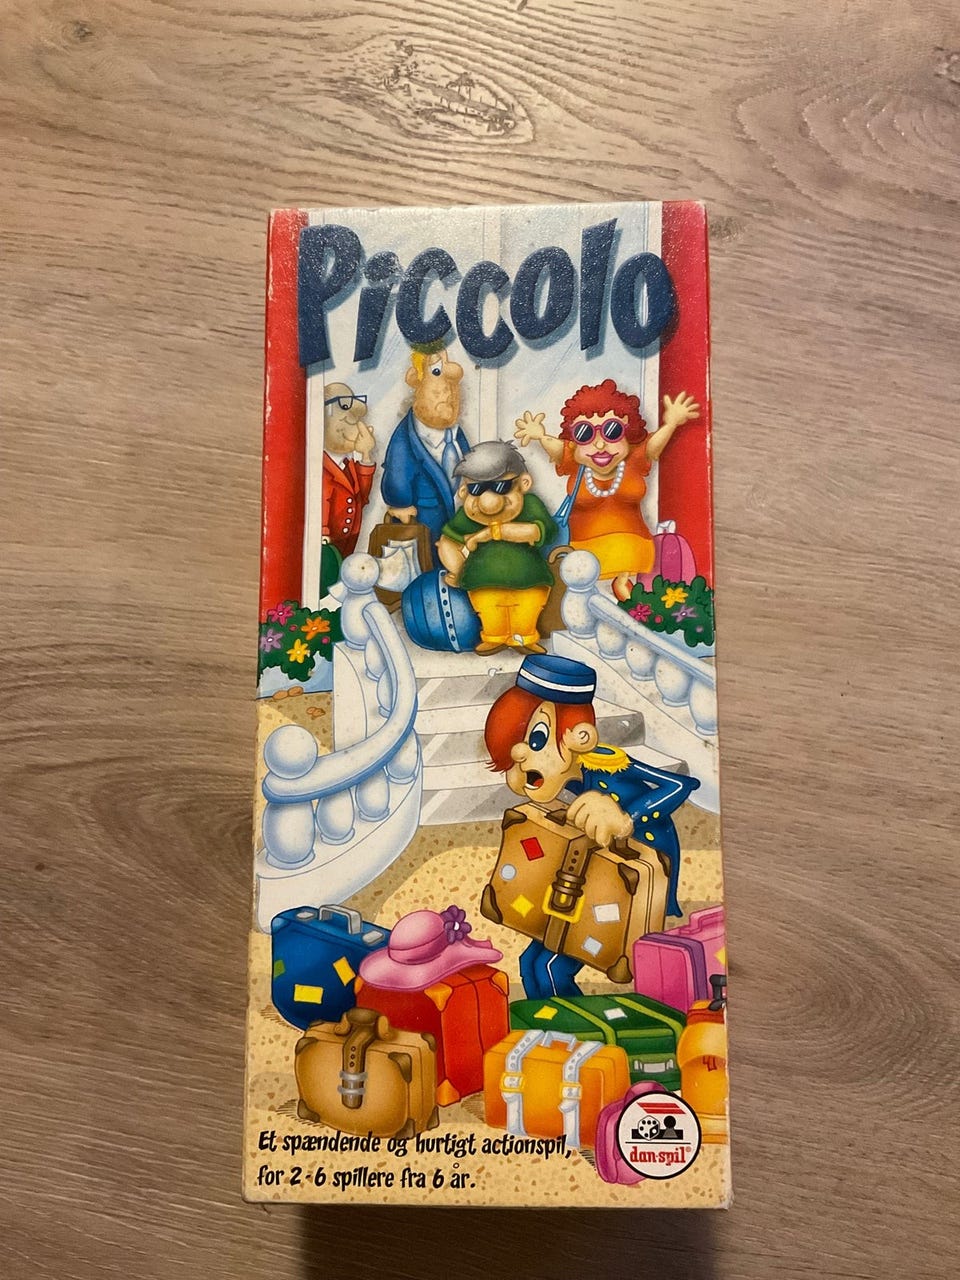 Piccolo
Et spændende og hurtigt actionspil,
for 2-6 spillere fra 6 år.
dan-spil®